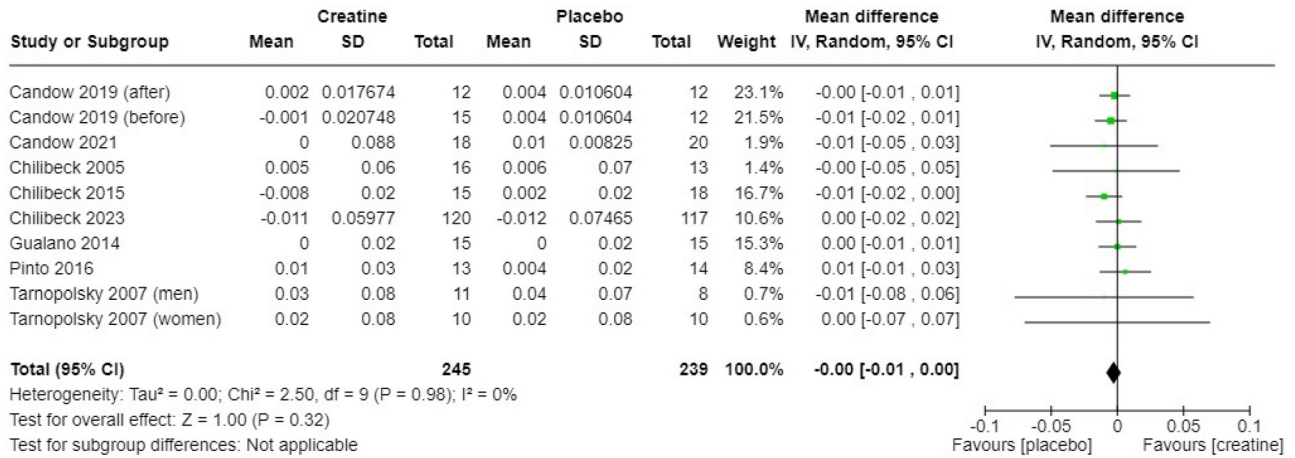 Creatine Placebo Mean difference Mean difference
Study or Subgroup Mean SD Total Mean SD Total Weight IV, Random, 95% CI IV, Random, 95% CI
Candow 2019 (after) 0.002 0.017674 12 0.004 0.010604 12 23.1% -0.00 [-0.01 , 0.01]
Candow 2019 (before) -0.001 0.020748 15 0.004 0.010604 12 21.5% -0.01 [-0.02 , 0.01]
Candow 2021 0 0.088 18 0.01 0.00825 20 1.9% -0.01 [-0.05 , 0.03]
Chilibeck 2005 0.005 0.06 16 0.006 0.07 13 1.4% -0.00 [-0.05 , 0.05]
Chilibeck 2015 -0.008 0.02 15 0.002 0.02 18 16.7% -0.01 [-0.02 , 0.00]
Chilibeck 2023 -0.011 0.05977 120 -0.012 0.07465 117 10.6% 0.00 [-0.02 , 0.02]
Gualano 2014 0 0.02 15 0 0.02 15 15.3% 0.00 [-0.01 , 0.01]
Pinto 2016 0.01 0.03 13 0.004 0.02 14 8.4% 0.01 [-0.01 , 0.03]
Tarnopolsky 2007 (men) 0.03 0.08 11 0.04 0.07 8 0.7% -0.01 [-0.08 , 0.06]
Tarnopolsky 2007 (women) 0.02 0.08 10 0.02 0.08 10 0.6% 0.00 [-0.07 , 0.07]
Total (95% CI) 245 239 100.0% -0.00 [-0.01 , 0.00]
Heterogeneity: Tau² = 0.00; Chi² = 2.50, df = 9 (P = 0.98); I² = 0%
Test for overall effect: Z = 1.00 (P = 0.32)
Test for subgroup differences: Not applicable
-0.1 -0.05 0 0.05 0.1
Favours [placebo] Favours [creatine]